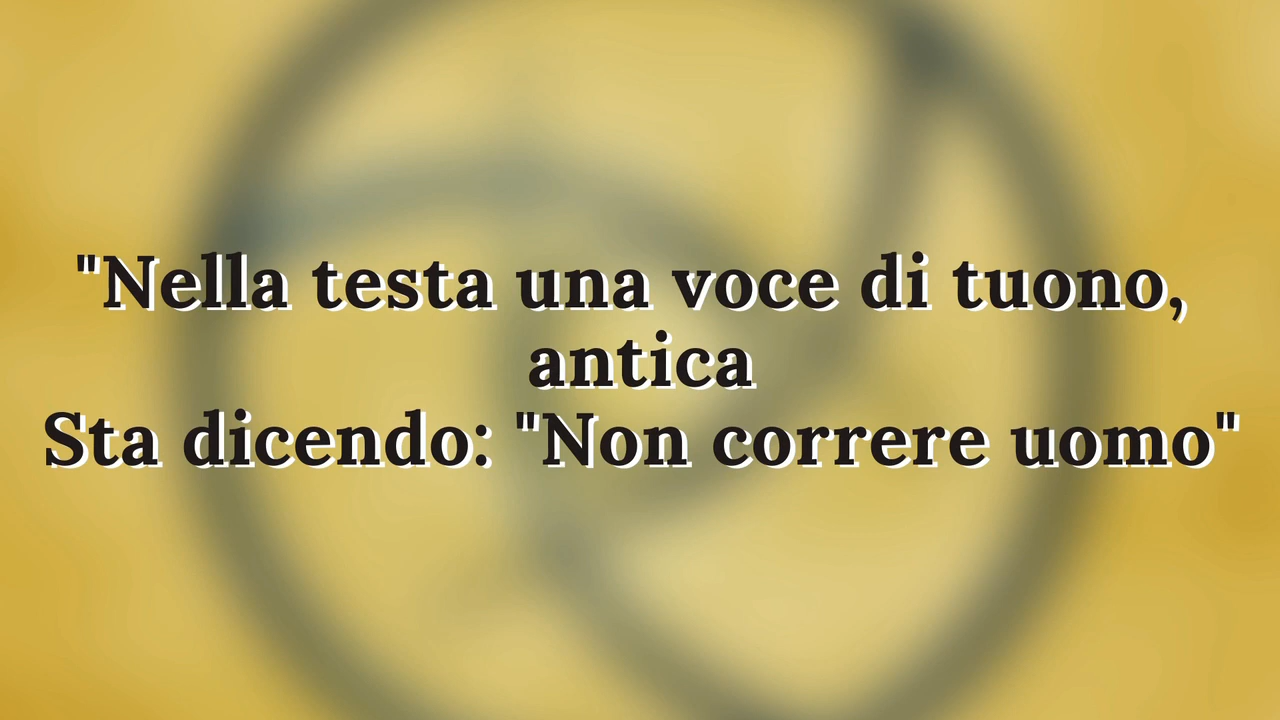 "Nella testa una voce di tuono,
antica
Sta dicendo: "Non correre uomo"